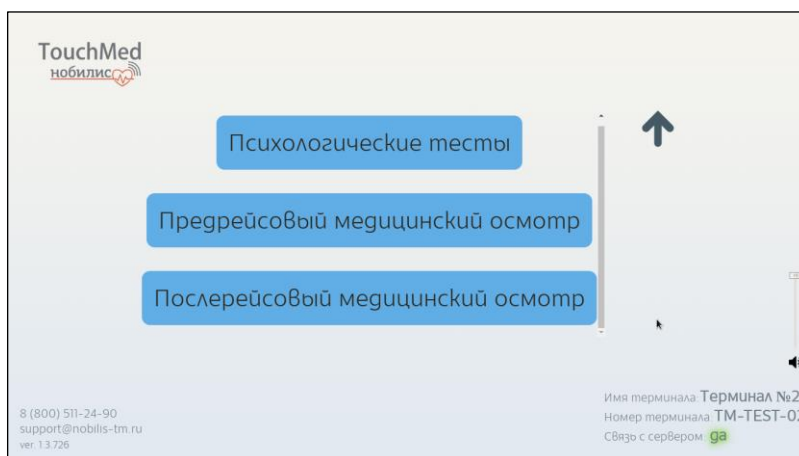 TouchMed
нобилис
Психологические тесты
Предрейсовый медицинский осмотр
Послерейсовый медицинский осмотр
8 (800) 511-24-90
support@nobilis-tm.ru
ver. 1.3.726
Имя терминала: Терминал №2
Номер терминала: TM-TEST-02
Связь с сервером: да